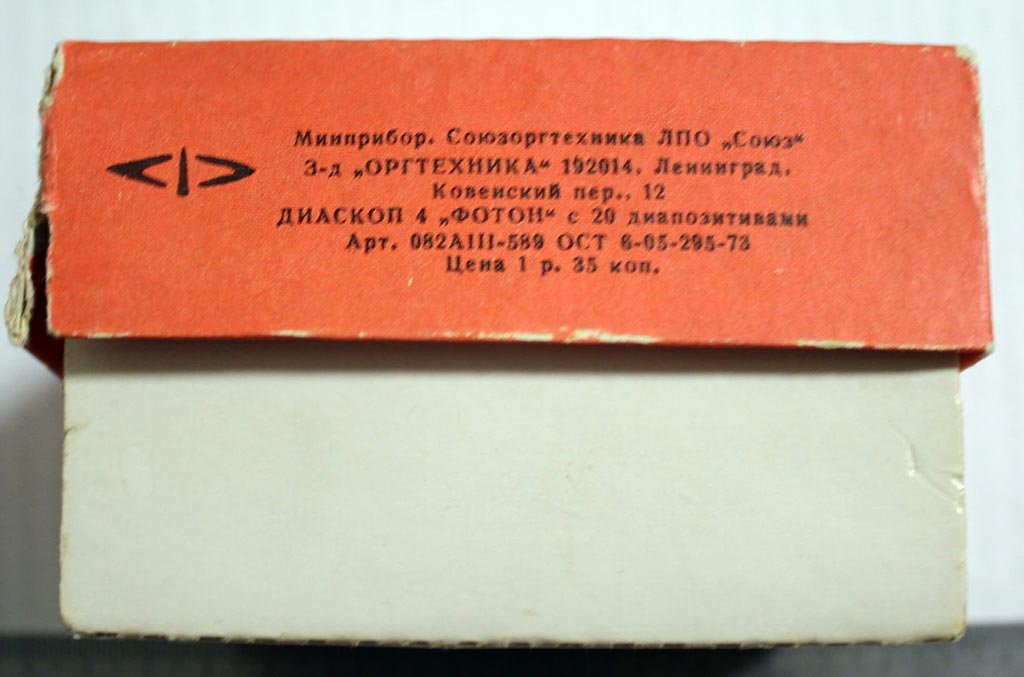 Минприбор. Союзоргтехника ЛПО „Союз“
З-д „ОРГТЕХНИКА“ 192014, Ленинград,
Ковенский пер., 12
ДИАСКОП 4 „ФОТОН“ с 20 диапозитивами
Арт. 082АІІІ-589 ОСТ 6-05-295-73
Цена 1 р. 35 коп.